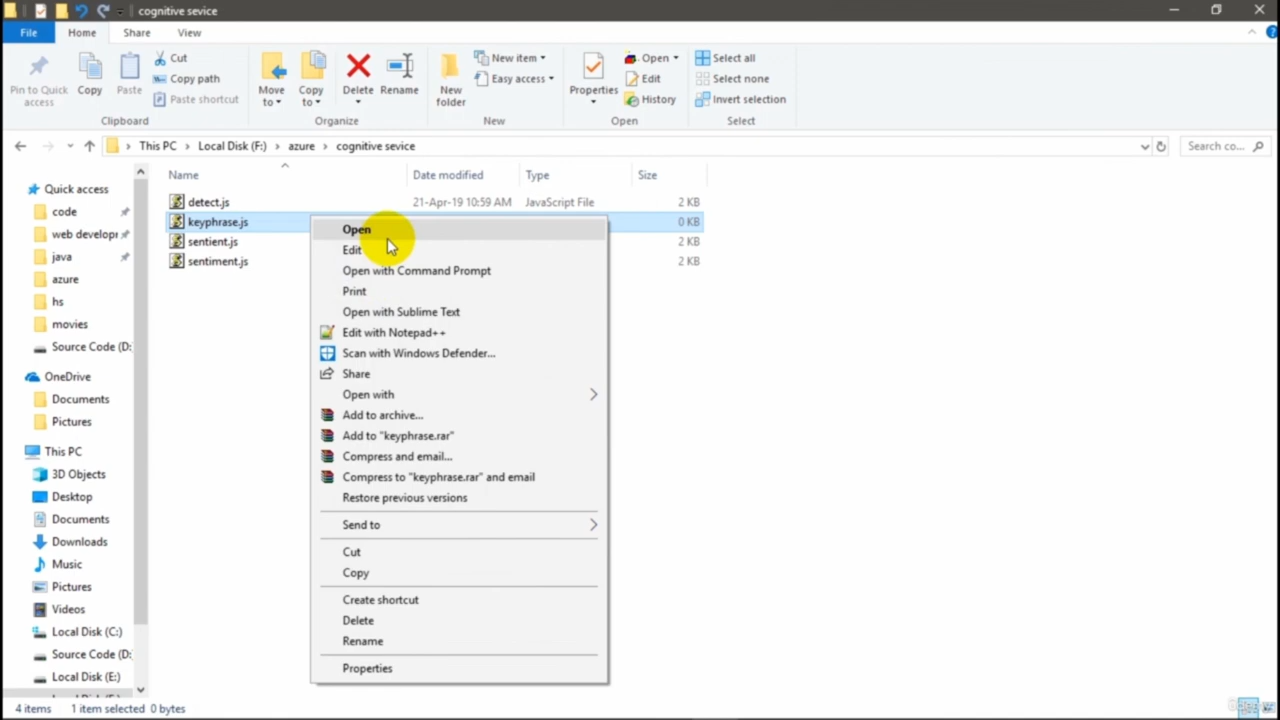 cognitive sevice
File Home Share View
Pin to Quick access
Copy
Paste
Cut
Copy path
Paste shortcut
Clipboard
Move to
Copy to
Delete
Rename
Organize
New folder
New item
Easy access
New
Properties
Open
Edit
History
Open
Select all
Select none
Invert selection
Select
This PC > Local Disk (F:) > azure > cognitive sevice
Search co...
Name Date modified Type Size
detect.js 21-Apr-19 10:59 AM JavaScript File 2 KB
keyphrase.js 0 KB
sentient.js 2 KB
sentiment.js 2 KB
Quick access
code
web develop
java
azure
hs
movies
Source Code (D:
OneDrive
Documents
Pictures
This PC
3D Objects
Desktop
Documents
Downloads
Music
Pictures
Videos
Local Disk (C:)
Source Code (D:
Local Disk (E:)
Open
Edit
Open with Command Prompt
Print
Open with Sublime Text
Edit with Notepad++
Scan with Windows Defender...
Share
Open with
Add to archive...
Add to "keyphrase.rar"
Compress and email...
Compress to "keyphrase.rar" and email
Restore previous versions
Send to
Cut
Copy
Create shortcut
Delete
Rename
Properties
4 items 1 item selected 0 bytes